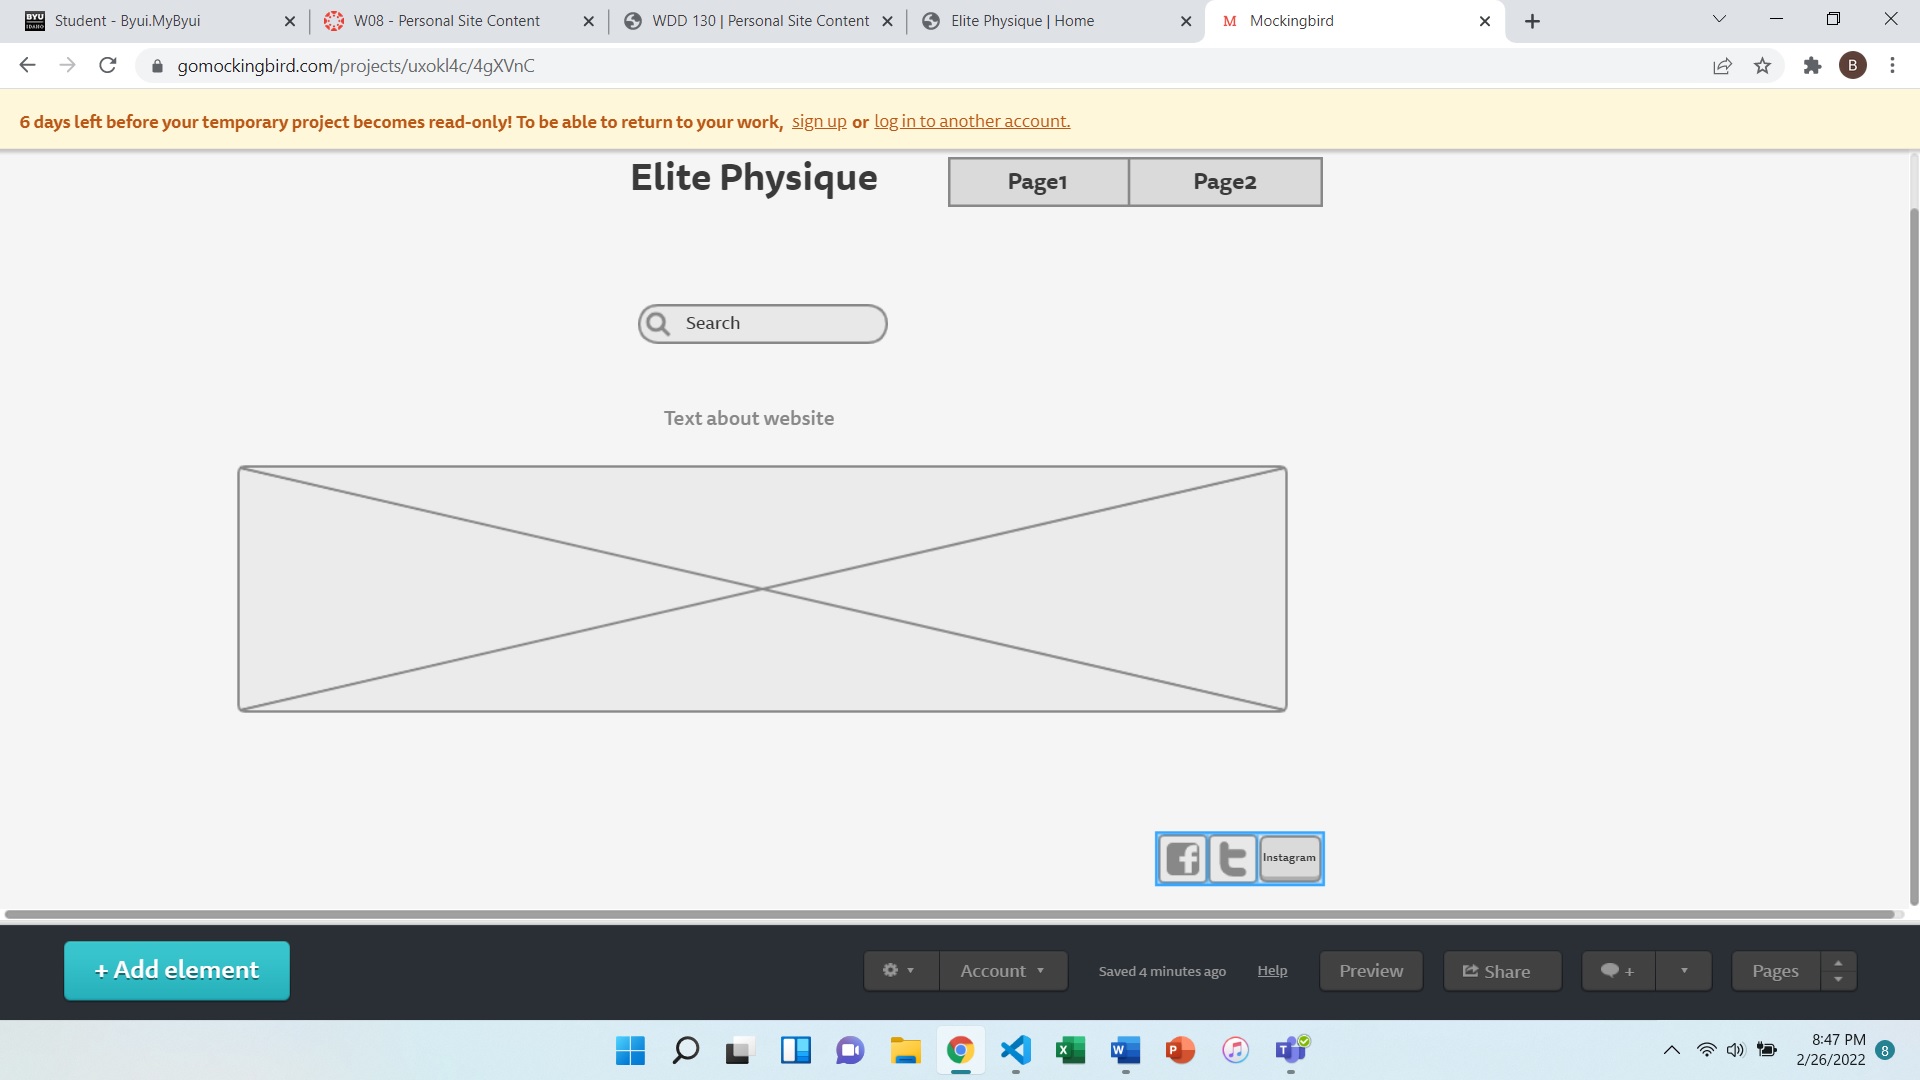 Student - Byui.MyByui
W08 - Personal Site Content
WDD 130 | Personal Site Content
Elite Physique | Home
M Mockingbird
gomockingbird.com/projects/uxokl4c/4gXVnC
B
6 days left before your temporary project becomes read-only! To be able to return to your work, sign up or log in to another account.
Elite Physique
Page1
Page2
Search
Text about website
Instagram
+ Add element
Account
Saved 4 minutes ago
Help
Preview
Share
+
Pages
8:47 PM
2/26/2022
8